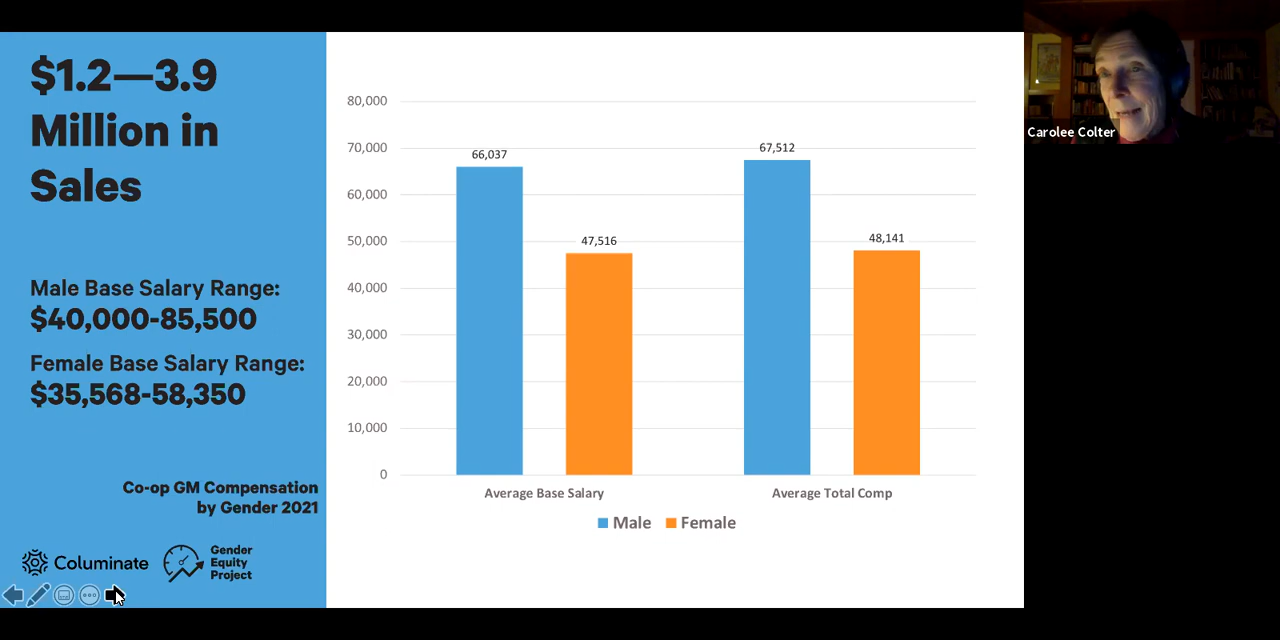 $1.2—3.9
Million in
Sales
Male Base Salary Range:
$40,000-85,500
Female Base Salary Range:
$35,568-58,350
Co-op GM Compensation
by Gender 2021
Columinate
Gender
Equity
Project
80,000
70,000
60,000
50,000
40,000
30,000
20,000
10,000
0
66,037
47,516
67,512
48,141
Average Base Salary
Average Total Comp
Male
Female
Carolee Colter